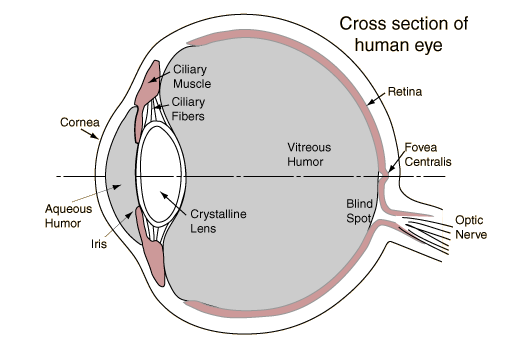 Cross section of
human eye
Ciliary
Muscle
Ciliary
Fibers
Retina
Cornea
Vitreous
Humor
Fovea
Centralis
Aqueous
Humor
Iris
Crystalline
Lens
Blind
Spot
Optic
Nerve